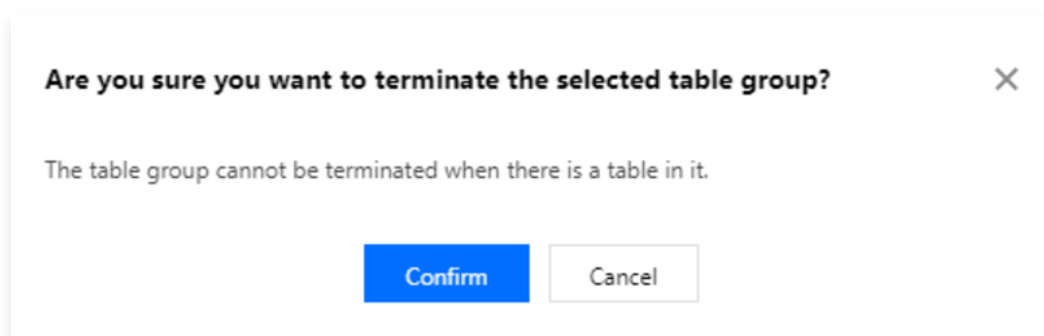 Are you sure you want to terminate the selected table group?
The table group cannot be terminated when there is a table in it.
Confirm
Cancel